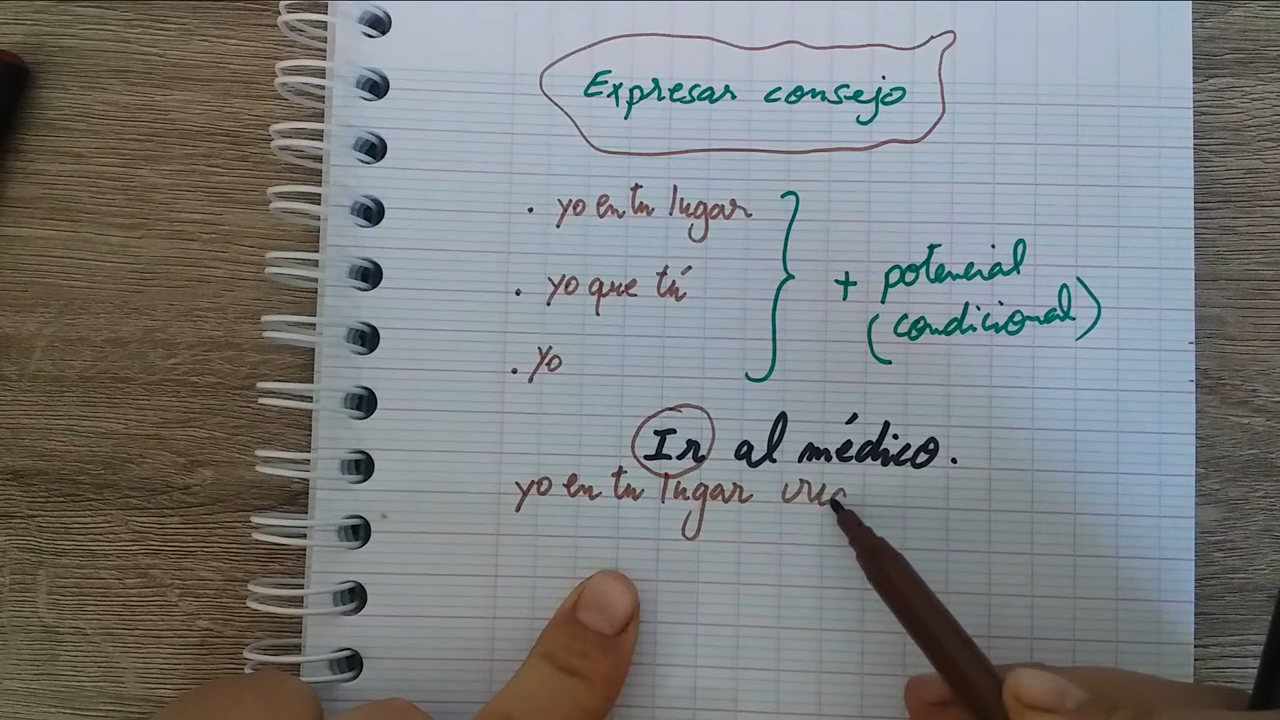 Expresar consejo
. yo en tu lugar
. yo que tú
. yo
+ potencial
(condicional)
Ir al médico.
yo en tu lugar iria